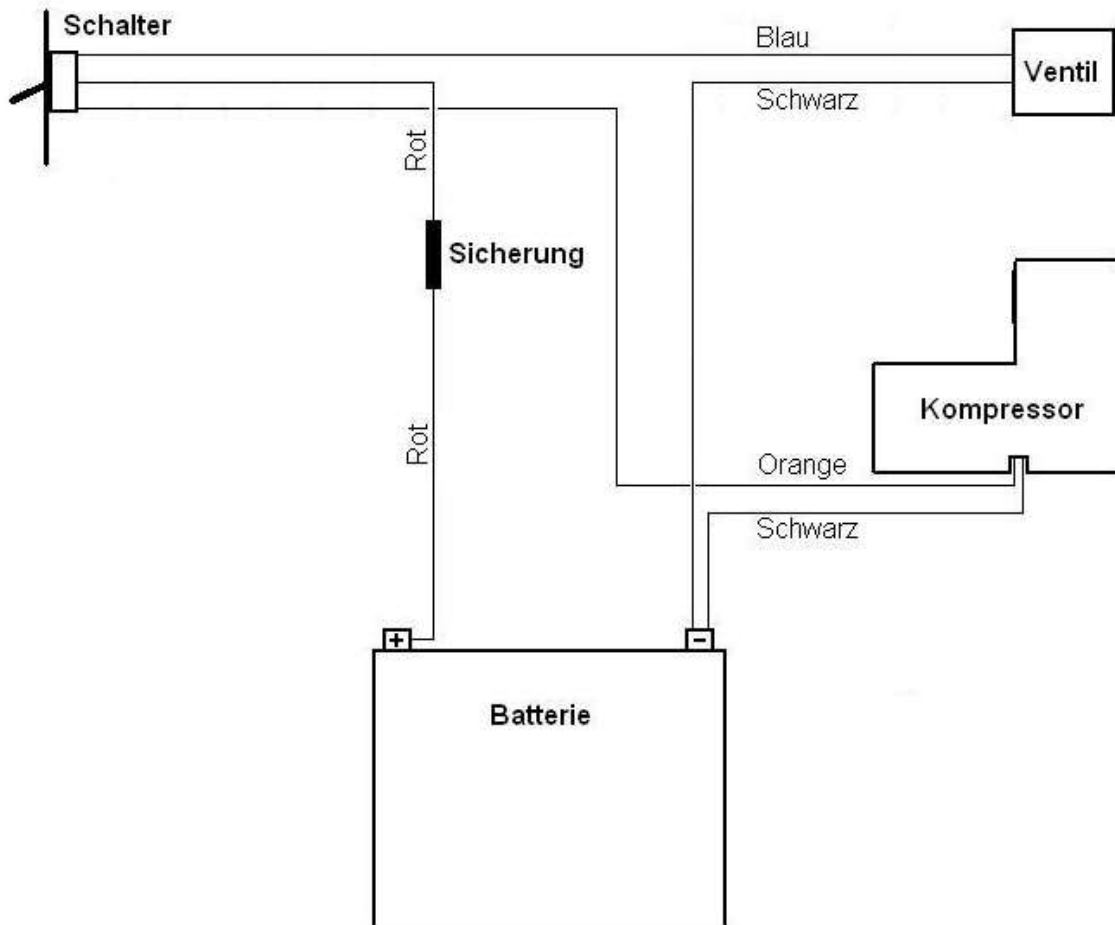 Schalter
Blau
Ventil
Schwarz
Rot
Sicherung
Kompressor
Rot
Orange
Schwarz
+
-
Batterie